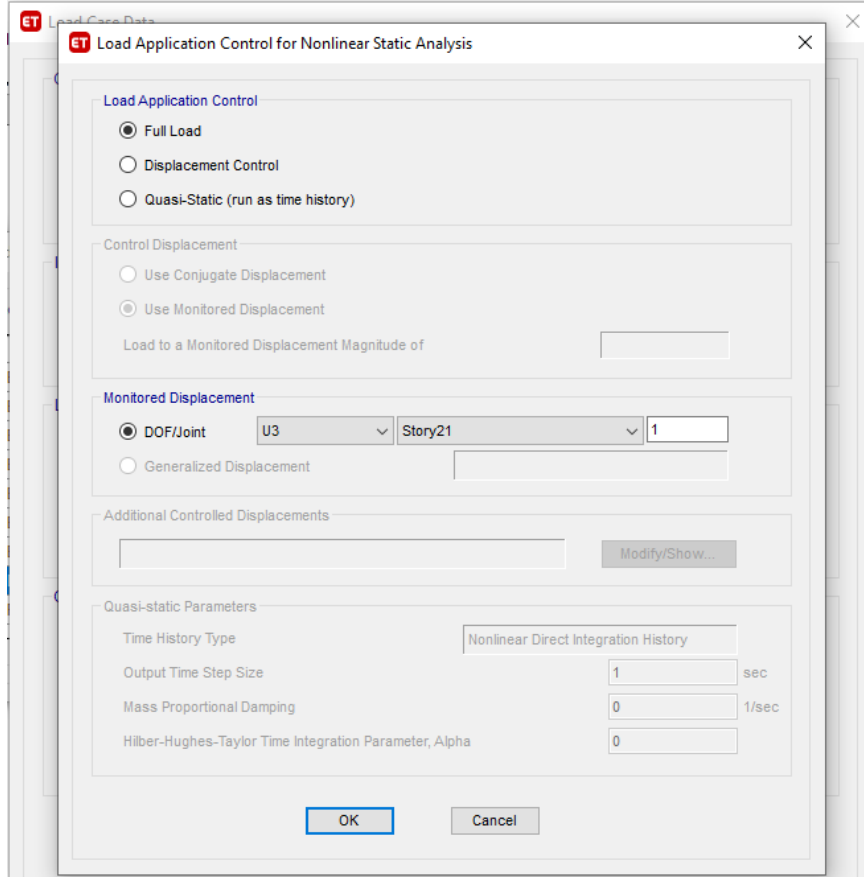 ET Load Case Data
ET Load Application Control for Nonlinear Static Analysis
Load Application Control
Full Load
Displacement Control
Quasi-Static (run as time history)
Control Displacement
Use Conjugate Displacement
Use Monitored Displacement
Load to a Monitored Displacement Magnitude of
Monitored Displacement
DOF/Joint U3 Story21 1
Generalized Displacement
Additional Controlled Displacements
Modify/Show...
Quasi-static Parameters
Time History Type Nonlinear Direct Integration History
Output Time Step Size 1 sec
Mass Proportional Damping 0 1/sec
Hilber-Hughes-Taylor Time Integration Parameter, Alpha 0
OK Cancel